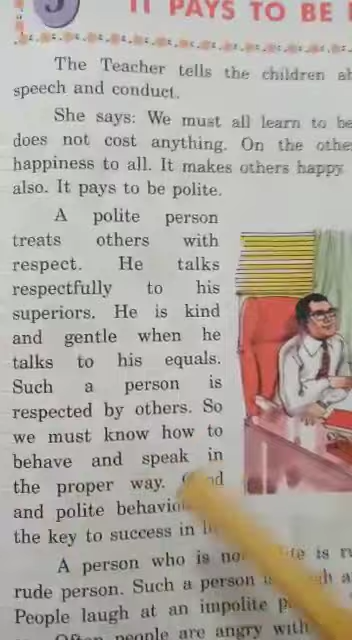 IT PAYS TO BE
The Teacher tells the children
speech and conduct.
She says: We must all learn to be
does not cost anything. On the
happiness to all. It makes others happy
also. It pays to be polite.
A polite person
treats others with
respect. He talks
respectfully to his
superiors. He is kind
and gentle when he
talks to his equals.
Such a person is
respected by others. So
we must know how to
behave and speak in
the proper way.
and polite
the key to success in
A person who is
rude person. Such a person
People laugh at an impolite
Often people are angry with